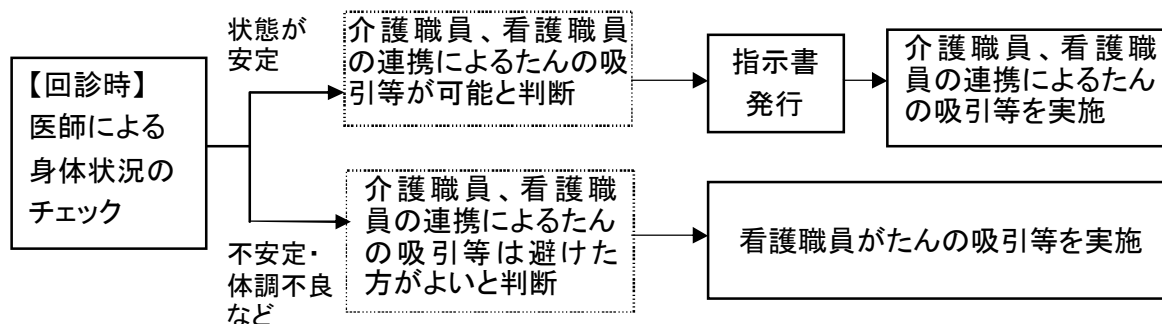 【回診時】
医師による
身体状況の
チェック
状態が
安定
介護職員、看護職員
の連携によるたんの吸
引等が可能と判断
指示書
発行
介護職員、看護職
員の連携によるたん
の吸引等を実施
不安定・
体調不良
など
介護職員、看護職
員の連携によるたん
の吸引等は避けた
方がよいと判断
看護職員がたんの吸引等を実施